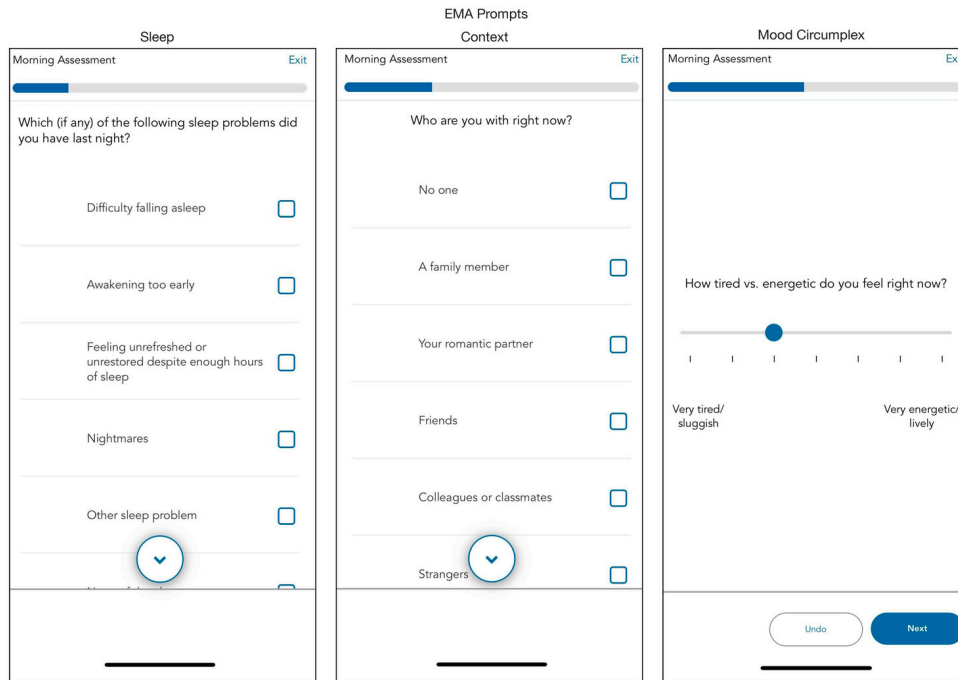 EMA Prompts
Sleep
Morning Assessment
Exit
Which (if any) of the following sleep problems did
you have last night?
Difficulty falling asleep
Awakening too early
Feeling unrefreshed or
unrestored despite enough hours
of sleep
Nightmares
Other sleep problem
Context
Morning Assessment
Exit
Who are you with right now?
No one
A family member
Your romantic partner
Friends
Colleagues or classmates
Strangers
Mood Circumplex
Morning Assessment
How tired vs. energetic do you feel right now?
Very tired/
sluggish
Very energetic/
lively
Undo
Next